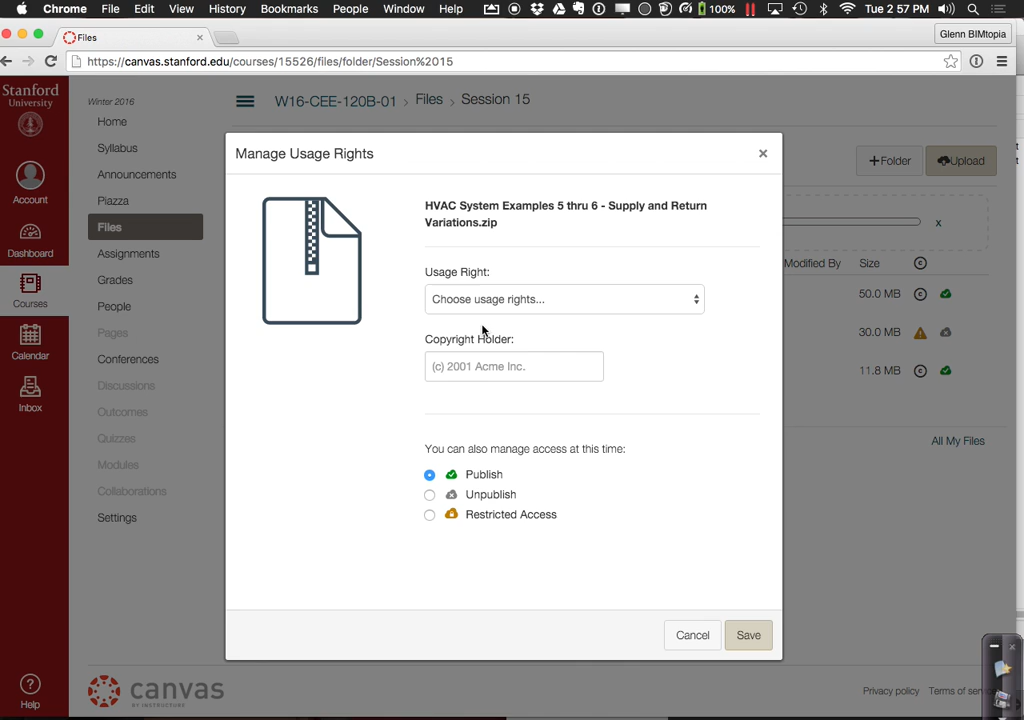 Chrome File Edit View History Bookmarks People Window Help 100% Tue 2 57 PM
Files
Glenn BIMtopia
https://canvas.stanford.edu/courses/15526/files/folder/Session%2015
Stanford
University
Account
Dashboard
Courses
Calendar
Inbox
Help
Winter 2016
Home
Syllabus
Announcements
Piazza
Files
Assignments
Grades
People
Pages
Conferences
Discussions
Outcomes
Quizzes
Modules
Collaborations
Settings
W16-CEE-120B-01 › Files › Session 15
+Folder
Upload
x
Modified By Size
50.0 MB
30.0 MB
11.8 MB
All My Files
Manage Usage Rights
×
HVAC System Examples 5 thru 6 - Supply and Return
Variations.zip
Usage Right:
Choose usage rights...
Copyright Holder:
(c) 2001 Acme Inc.
You can also manage access at this time:
Publish
Unpublish
Restricted Access
Cancel
Save
canvas
BY INSTRUCTURE
Privacy policy Terms of